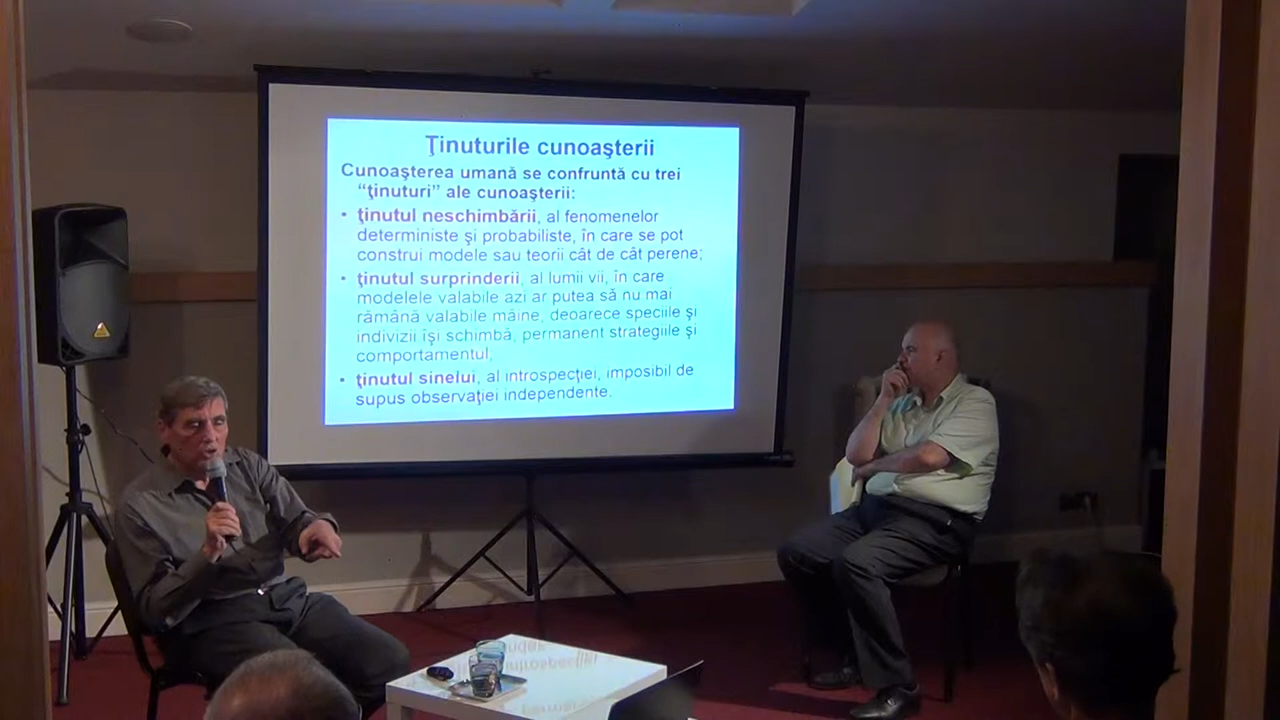 Ţinuturile cunoaşterii
Cunoaşterea umană se confruntă cu trei
“ţinuturi” ale cunoaşterii:
• ţinutul neschimbării, al fenomenelor
deterministe şi probabiliste, în care se pot
construi modele sau teorii cât de cât perene;
• ţinutul surprinderii, al lumii vii, în care
modelele valabile azi ar putea să nu mai
rămână valabile mâine, deoarece speciile şi
indivizii îşi schimbă, permanent strategiile şi
comportamentul;
• ţinutul sinelui, al introspecţiei, imposibil de
supus observaţiei independente.